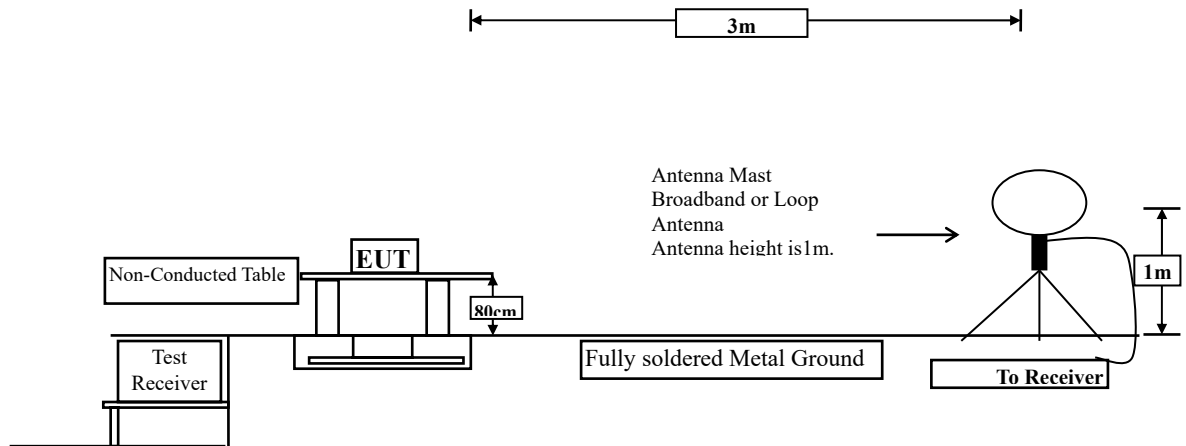 3m
Antenna Mast
Broadband or Loop
Antenna
Antenna height is1m.
EUT
Non-Conducted Table
80cm
1m
Test
Receiver
Fully soldered Metal Ground
To Receiver